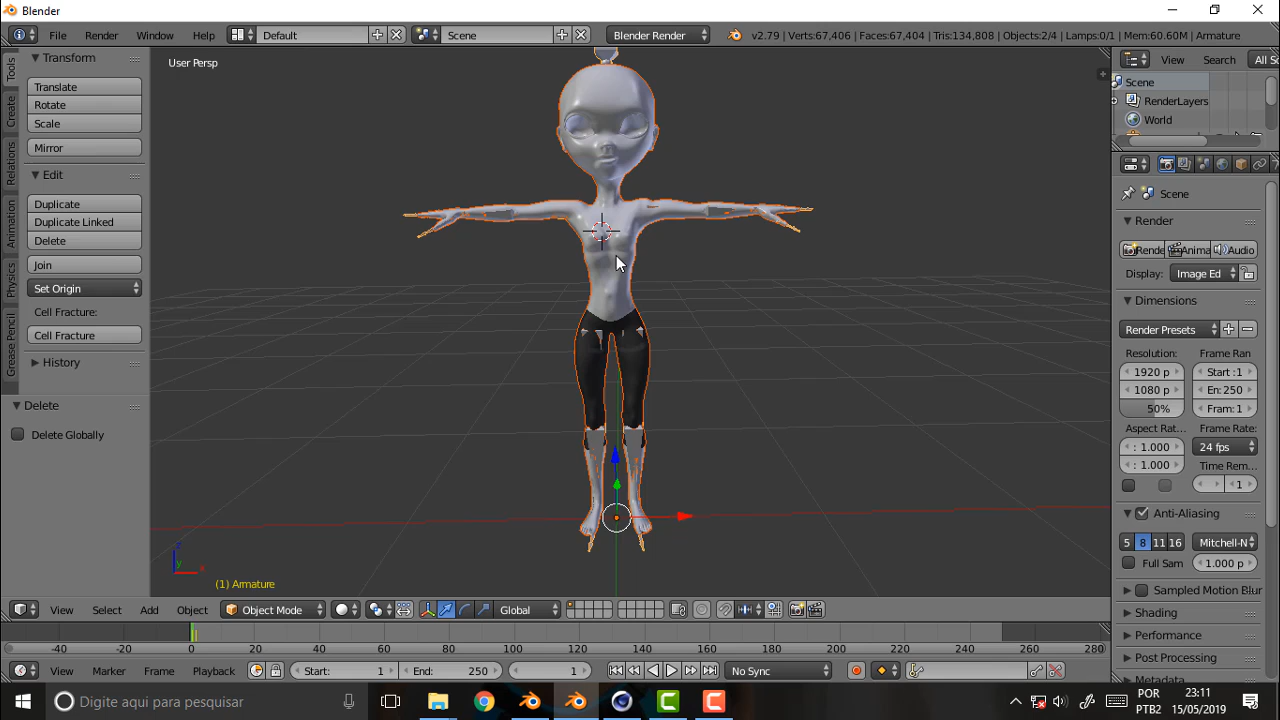 Blender
File Render Window Help Default Scene Blender Render v2.79 | Verts:67,406 | Faces:67,404 | Tris:134,808 | Objects:2/4 | Lamps:0/1 | Mem:60.60M | Armature
Tools
Create
Relations
Animation
Physics
Grease Pencil
Transform
Translate
Rotate
Scale
Mirror
Edit
Duplicate
Duplicate Linked
Delete
Join
Set Origin
Cell Fracture:
Cell Fracture
History
Delete
Delete Globally
User Persp
(1) Armature
View Search All Sc
Scene
RenderLayers
World
Scene
Render
Rende Anima Audio
Display: Image Ed
Dimensions
Render Presets
Resolution: Frame Ran
1920 p Start :1
1080 p En: 250
50% Fram: 1
Aspect Rat.. Frame Rate:
: 1.000 24 fps
: 1.000 Time Rem...
1
Anti-Aliasing
5 8 11 16 Mitchell-N
Full Sam 1.000 p
Sampled Motion Blur
Shading
Performance
Post Processing
Metadata
View Select Add Object Object Mode Global
-40 -20 0 20 40 60 80 100 120 140 160 180 200 220 240 260 280
View Marker Frame Playback Start: 1 End: 250 1 No Sync
Digite aqui para pesquisar
POR
PTB2
23:11
15/05/2019